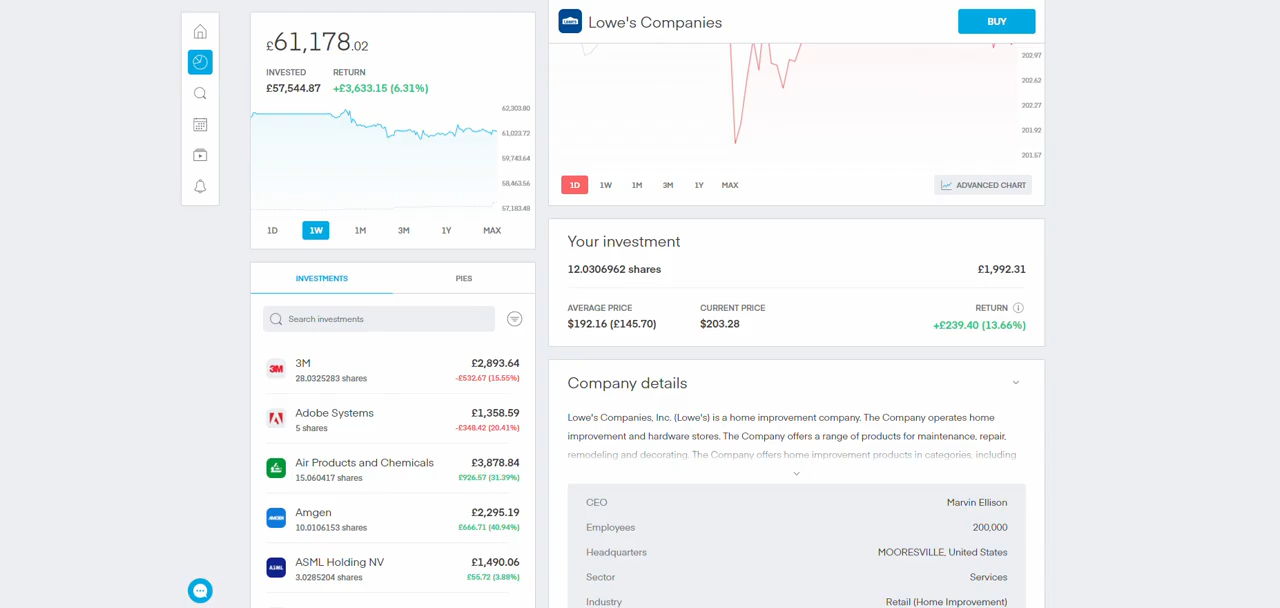 £61,178.02
INVESTED RETURN
£57,544.87 +£3,633.15 (6.31%)
62,303.80
61,023.72
59,743.64
58,463.56
57,183.48
1D 1W 1M 3M 1Y MAX
INVESTMENTS PIES
Search investments
3M £2,893.64
28.0325283 shares -£532.67 (15.55%)
Adobe Systems £1,358.59
5 shares -£348.42 (20.41%)
Air Products and Chemicals £3,878.84
15.060417 shares £926.57 (31.39%)
AMGEN
Amgen £2,295.19
10.0106153 shares £666.71 (40.94%)
ASML
ASML Holding NV £1,490.06
3.0285204 shares £55.72 (3.88%)
LOWE'S
Lowe's Companies BUY
202.97
202.62
202.27
201.92
201.57
1D 1W 1M 3M 1Y MAX ADVANCED CHART
Your investment
12.0306962 shares £1,992.31
AVERAGE PRICE CURRENT PRICE RETURN
$192.16 (£145.70) $203.28 +£239.40 (13.66%)
Company details
Lowe's Companies, Inc. (Lowe's) is a home improvement company. The Company operates home
improvement and hardware stores. The Company offers a range of products for maintenance, repair,
remodeling and decorating. The Company offers home improvement products in categories, including
CEO Marvin Ellison
Employees 200,000
Headquarters MOORESVILLE, United States
Sector Services
Industry Retail (Home Improvement)